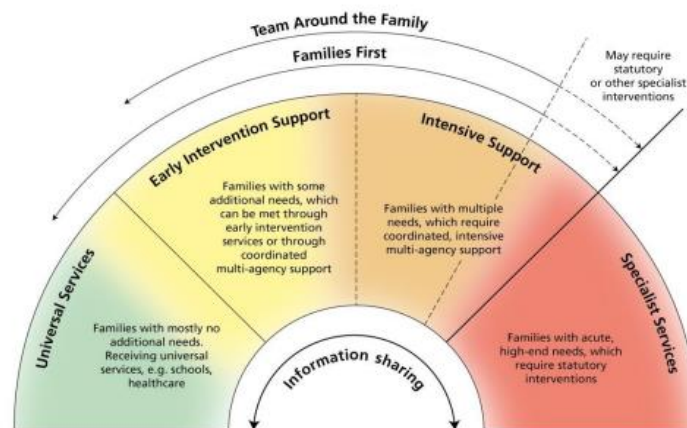 Team Around the Family
Families First
May require
statutory
or other specialist
interventions
Early Intervention Support
Intensive Support
Families with some
additional needs, which
can be met through
early intervention
services or through
coordinated
multi-agency support
Families with multiple
needs, which require
coordinated, intensive
multi-agency support
Universal Services
Specialist Services
Families with mostly no
additional needs.
Receiving universal
services, e.g. schools,
healthcare
Information sharing
Families with acute,
high-end needs, which
require statutory
interventions